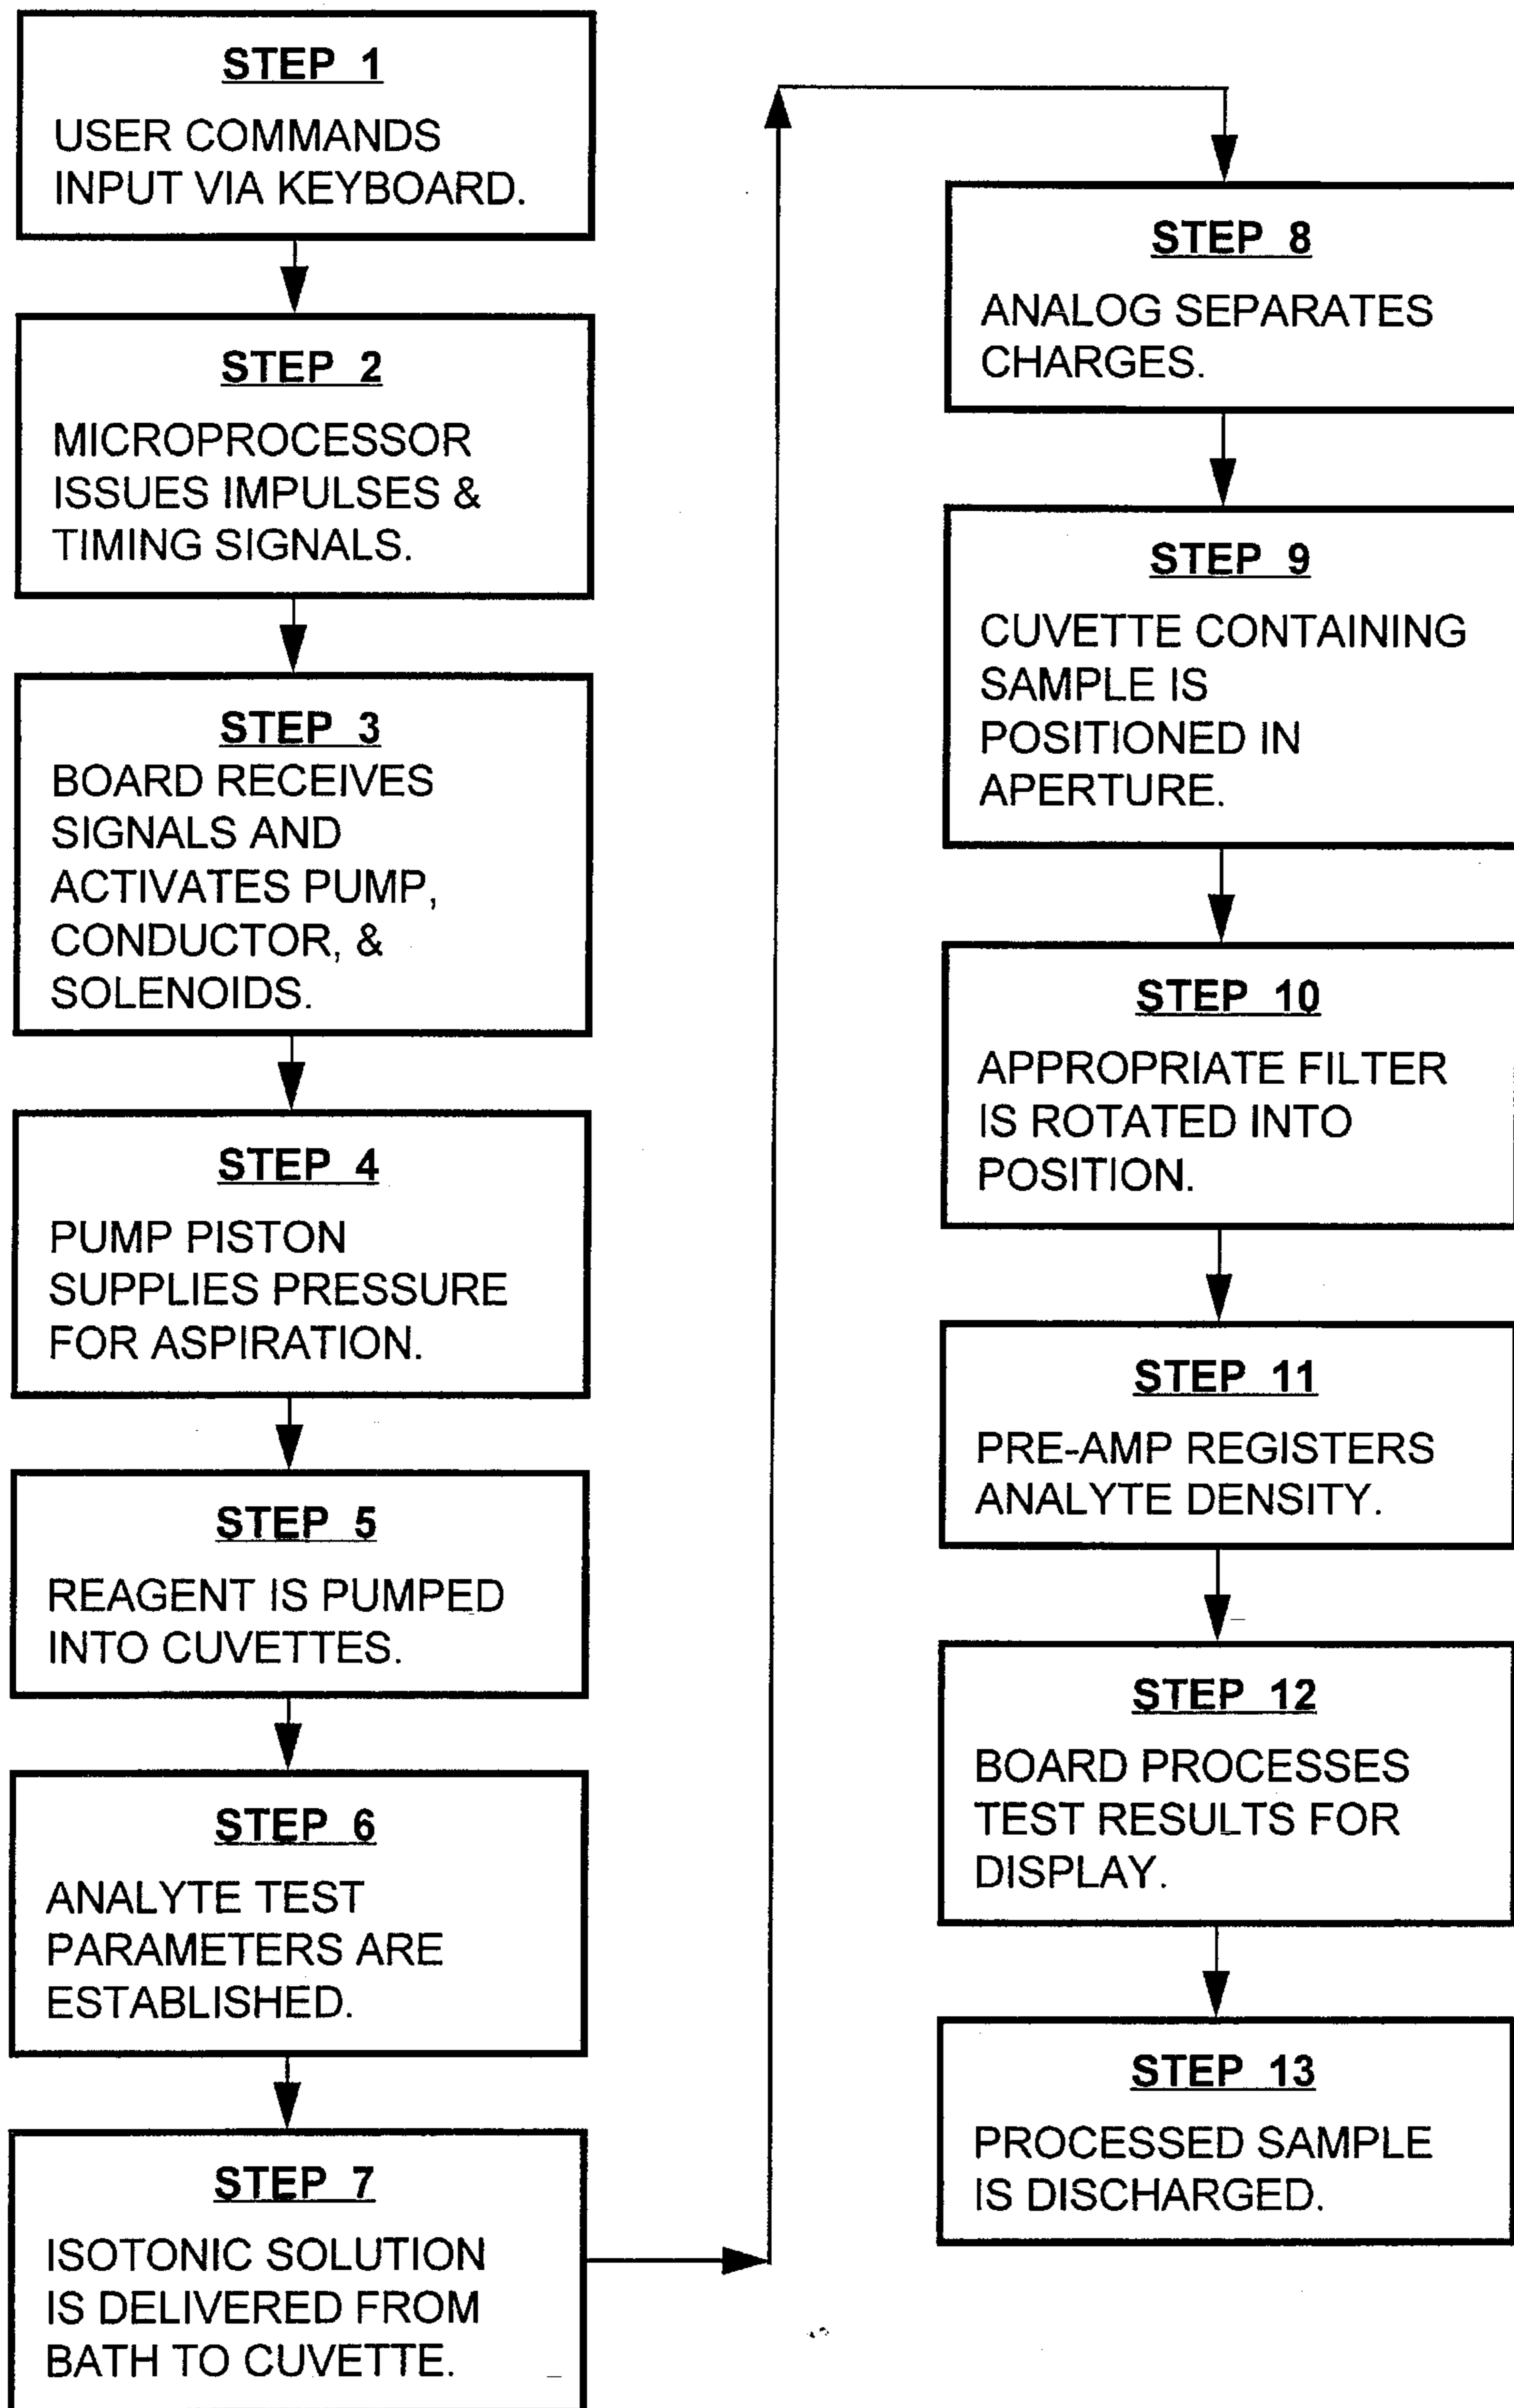 STEP 1
USER COMMANDS
INPUT VIA KEYBOARD.
STEP 2
MICROPROCESSOR
ISSUES IMPULSES &
TIMING SIGNALS.
STEP 3
BOARD RECEIVES
SIGNALS AND
ACTIVATES PUMP,
CONDUCTOR, &
SOLENOIDS.
STEP 4
PUMP PISTON
SUPPLIES PRESSURE
FOR ASPIRATION.
STEP 5
REAGENT IS PUMPED
INTO CUVETTES.
STEP 6
ANALYTE TEST
PARAMETERS ARE
ESTABLISHED.
STEP 7
ISOTONIC SOLUTION
IS DELIVERED FROM
BATH TO CUVETTE.
STEP 8
ANALOG SEPARATES
CHARGES.
STEP 9
CUVETTE CONTAINING
SAMPLE IS
POSITIONED IN
APERTURE.
STEP 10
APPROPRIATE FILTER
IS ROTATED INTO
POSITION.
STEP 11
PRE-AMP REGISTERS
ANALYTE DENSITY.
STEP 12
BOARD PROCESSES
TEST RESULTS FOR
DISPLAY.
STEP 13
PROCESSED SAMPLE
IS DISCHARGED.